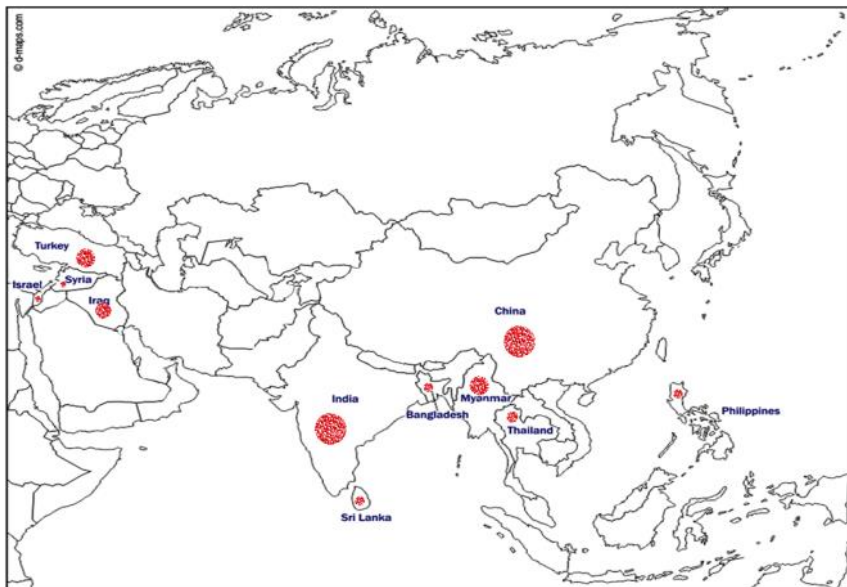 © d-maps.com
Turkey
Israel
Syria
Iraq
China
India
Myanmar
Bangladesh
Thailand
Philippines
Sri Lanka